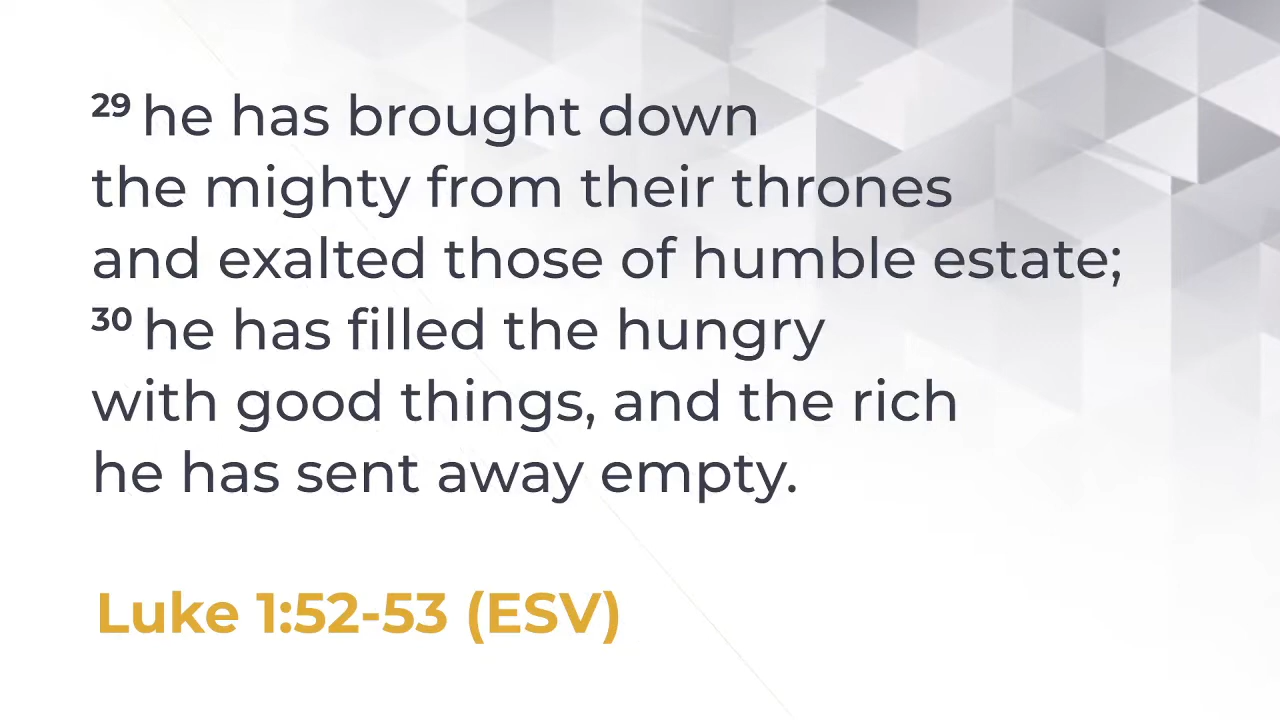 29 he has brought down
the mighty from their thrones
and exalted those of humble estate;
30 he has filled the hungry
with good things, and the rich
he has sent away empty.
Luke 1:52-53 (ESV)